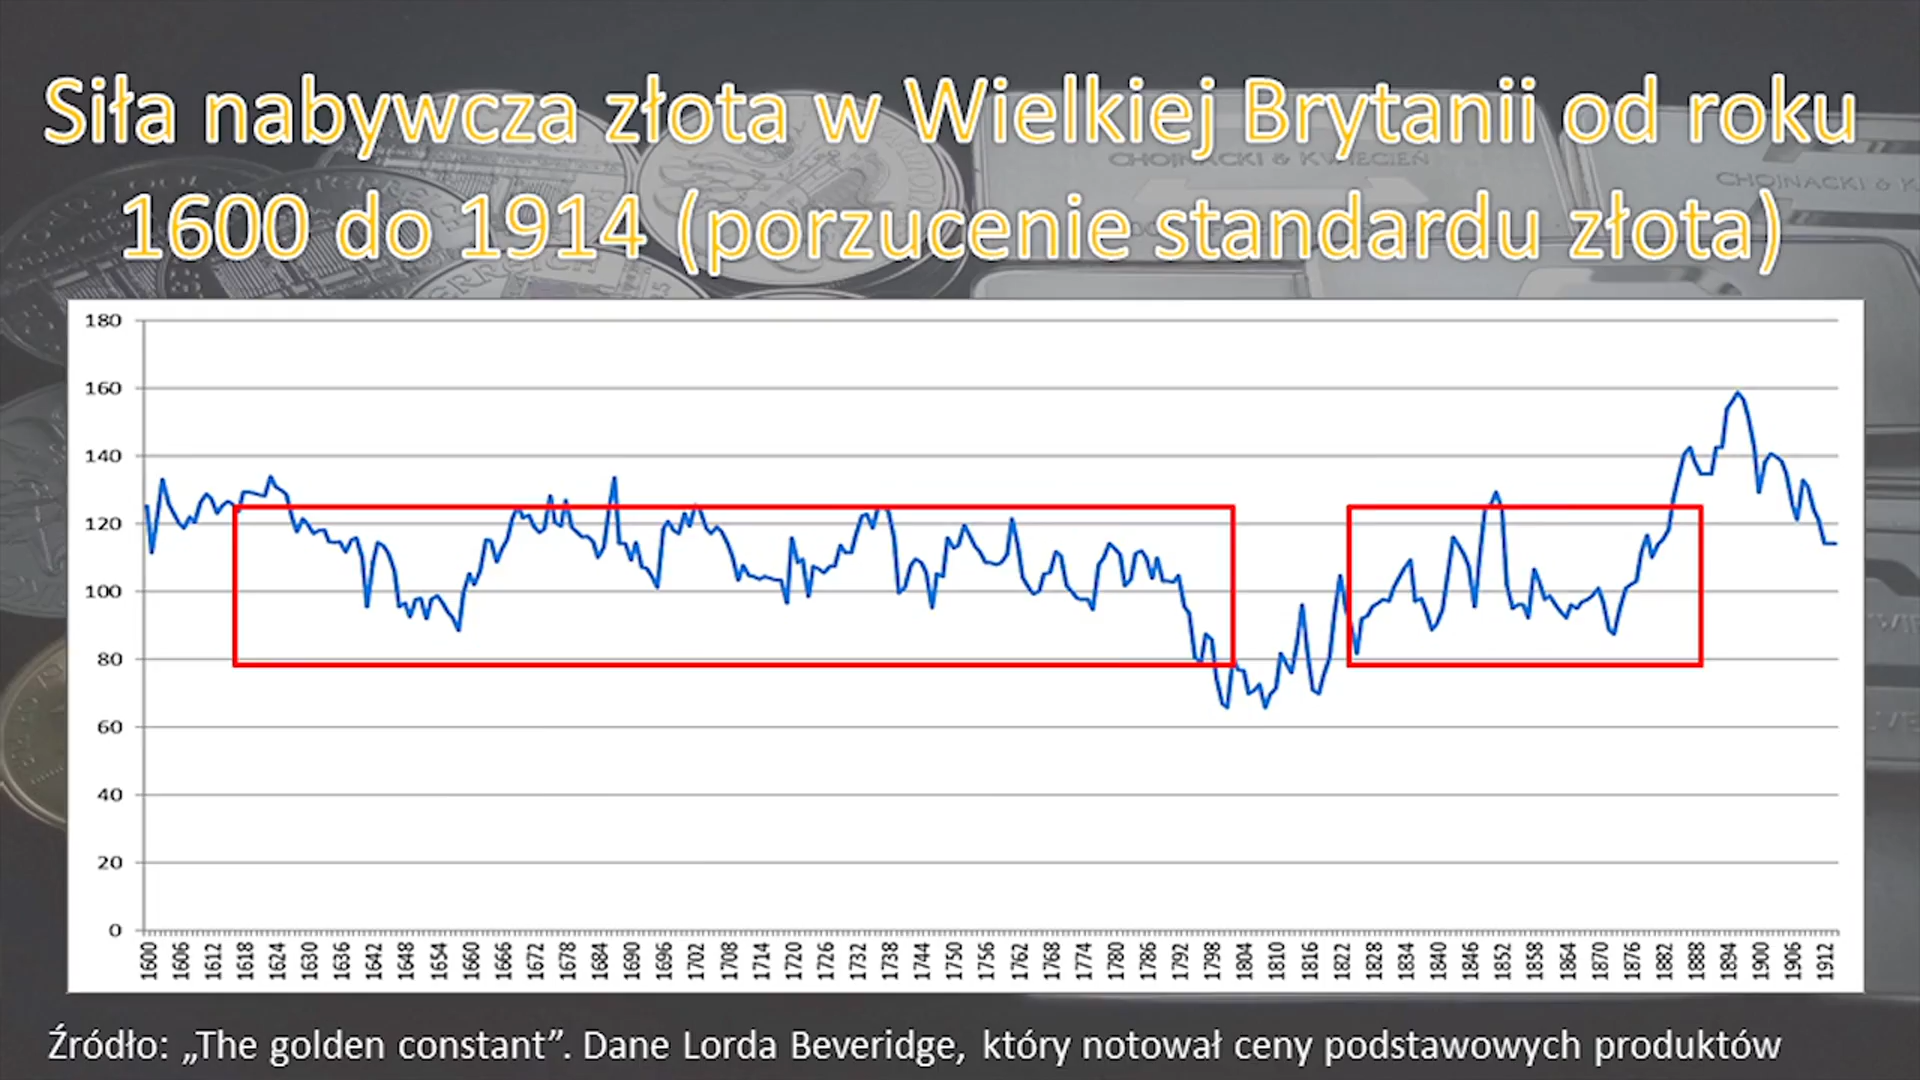 Siła nabywcza złota w Wielkiej Brytanii od roku
1600 do 1914 (porzucenie standardu złota)
CHOJNACKI & KWIECIEŃ
CHOJNACKI & K
180
160
140
120
100
80
60
40
20
0
1600 1606 1612 1618 1624 1630 1636 1642 1648 1654 1660 1666 1672 1678 1684 1690 1696 1702 1708 1714 1720 1726 1732 1738 1744 1750 1756 1762 1768 1774 1780 1786 1792 1798 1804 1810 1816 1822 1828 1834 1840 1846 1852 1858 1864 1870 1876 1882 1888 1894 1900 1906 1912
Źródło: „The golden constant”. Dane Lorda Beveridge, który notował ceny podstawowych produktów